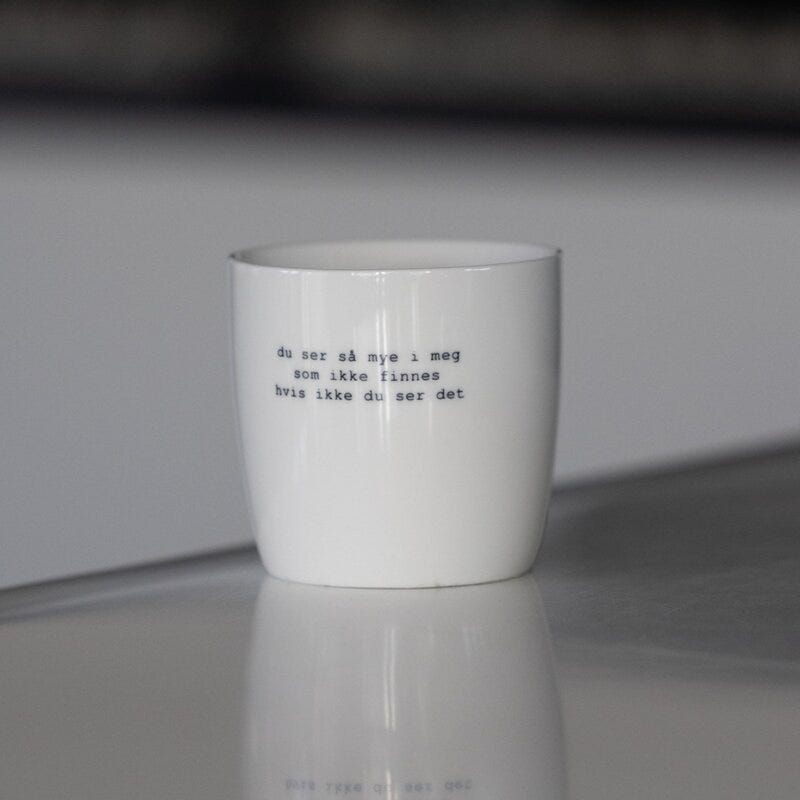 du ser så mye i meg
som ikke finnes
hvis ikke du ser det